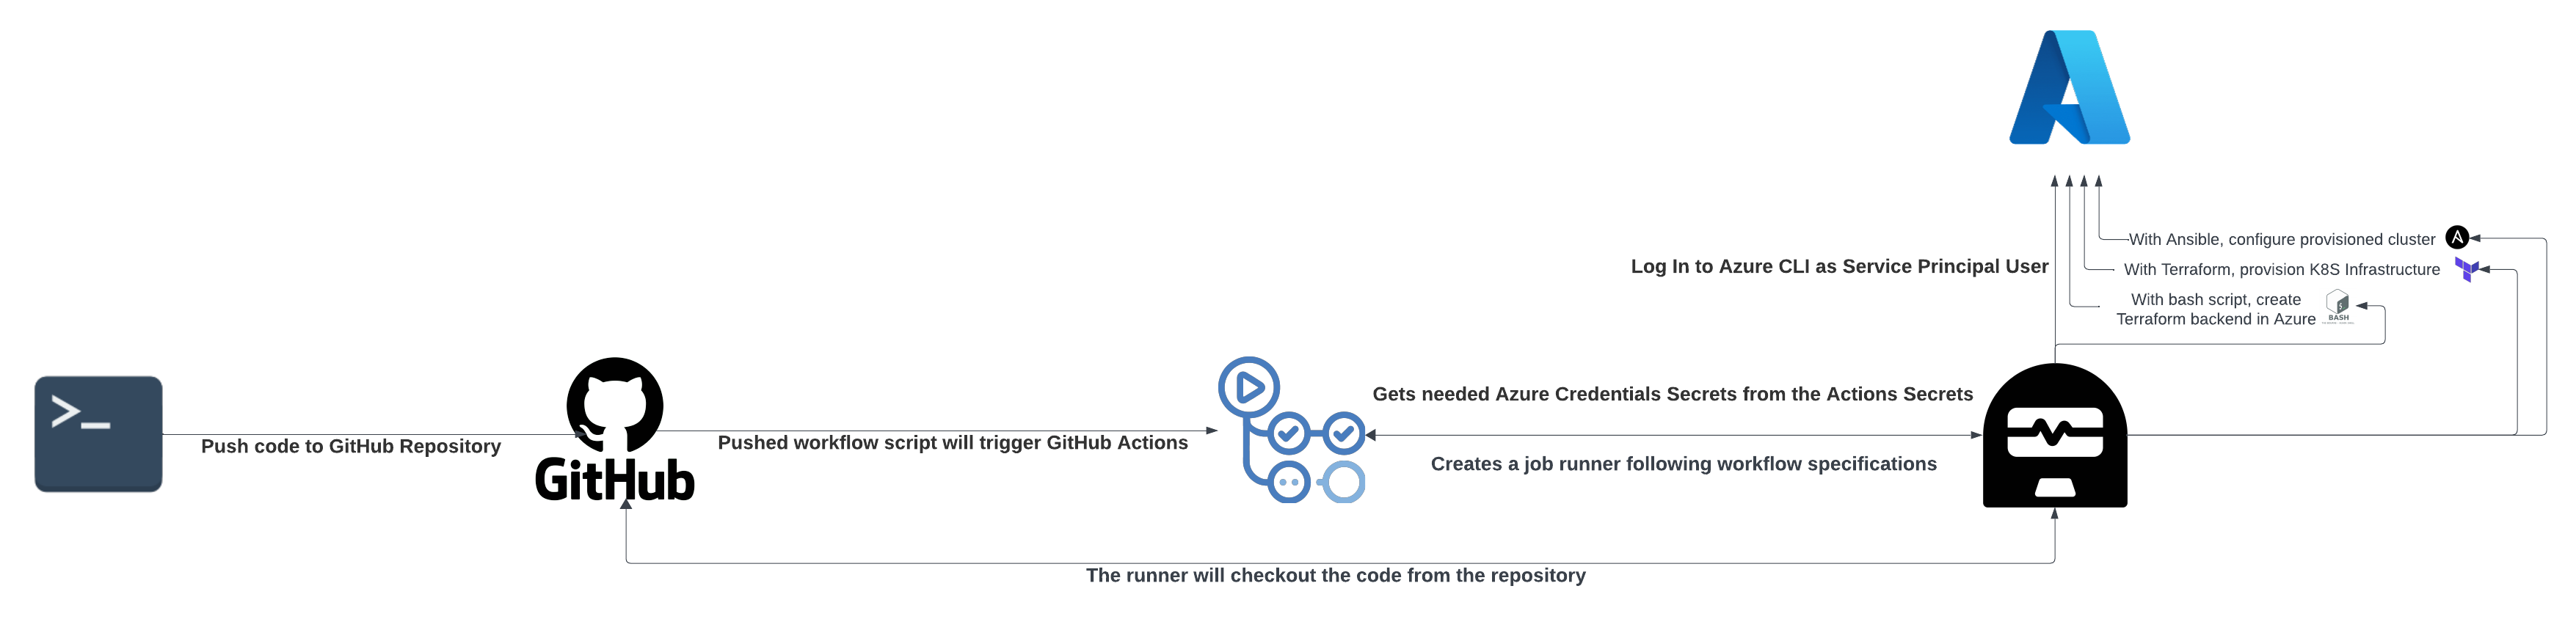 With Ansible, configure provisioned cluster
Log In to Azure CLI as Service Principal User
With Terraform, provision K8S Infrastructure
With bash script, create
Terraform backend in Azure
BASH
>_
Push code to GitHub Repository
GitHub
Pushed workflow script will trigger GitHub Actions
Gets needed Azure Credentials Secrets from the Actions Secrets
Creates a job runner following workflow specifications
The runner will checkout the code from the repository